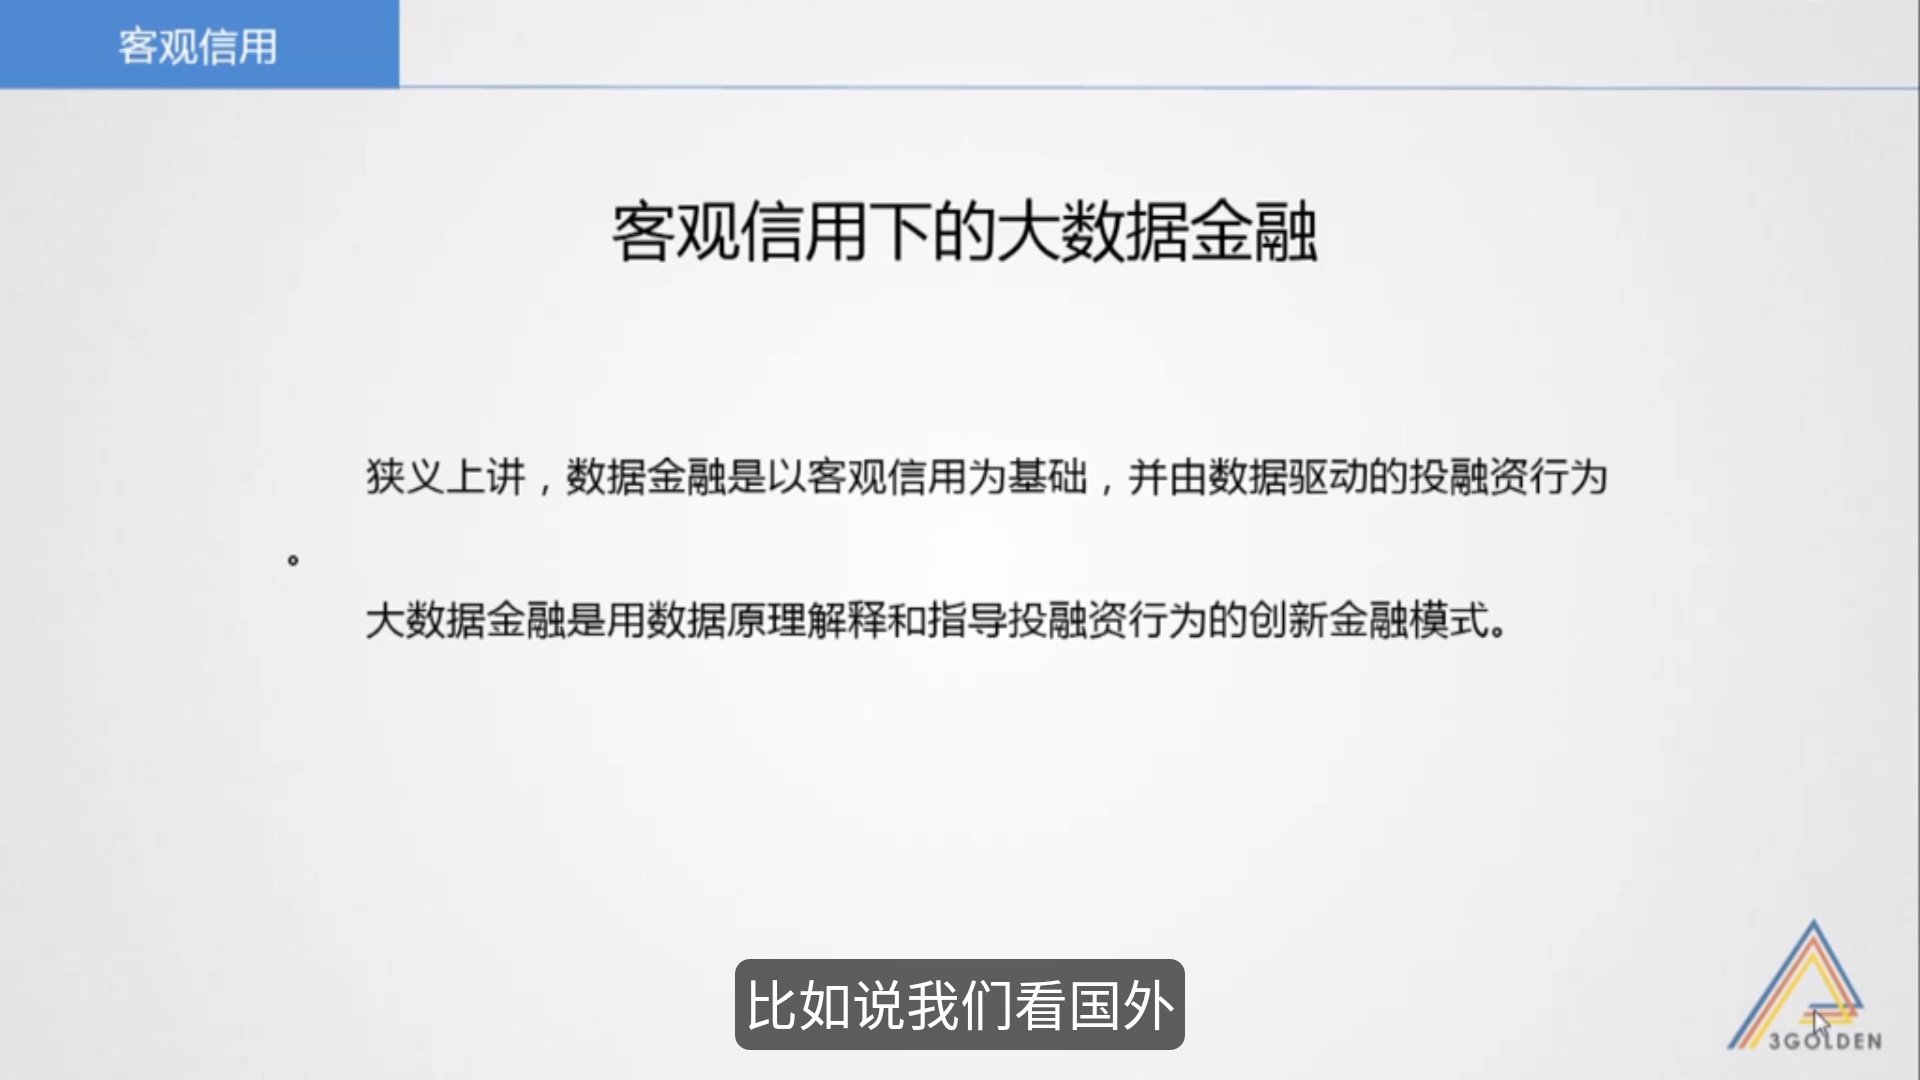 客观信用
客观信用下的大数据金融
狭义上讲，数据金融是以客观信用为基础，并由数据驱动的投融资行为
。
大数据金融是用数据原理解释和指导投融资行为的创新金融模式。
比如说我们看国外
3GOLDEN